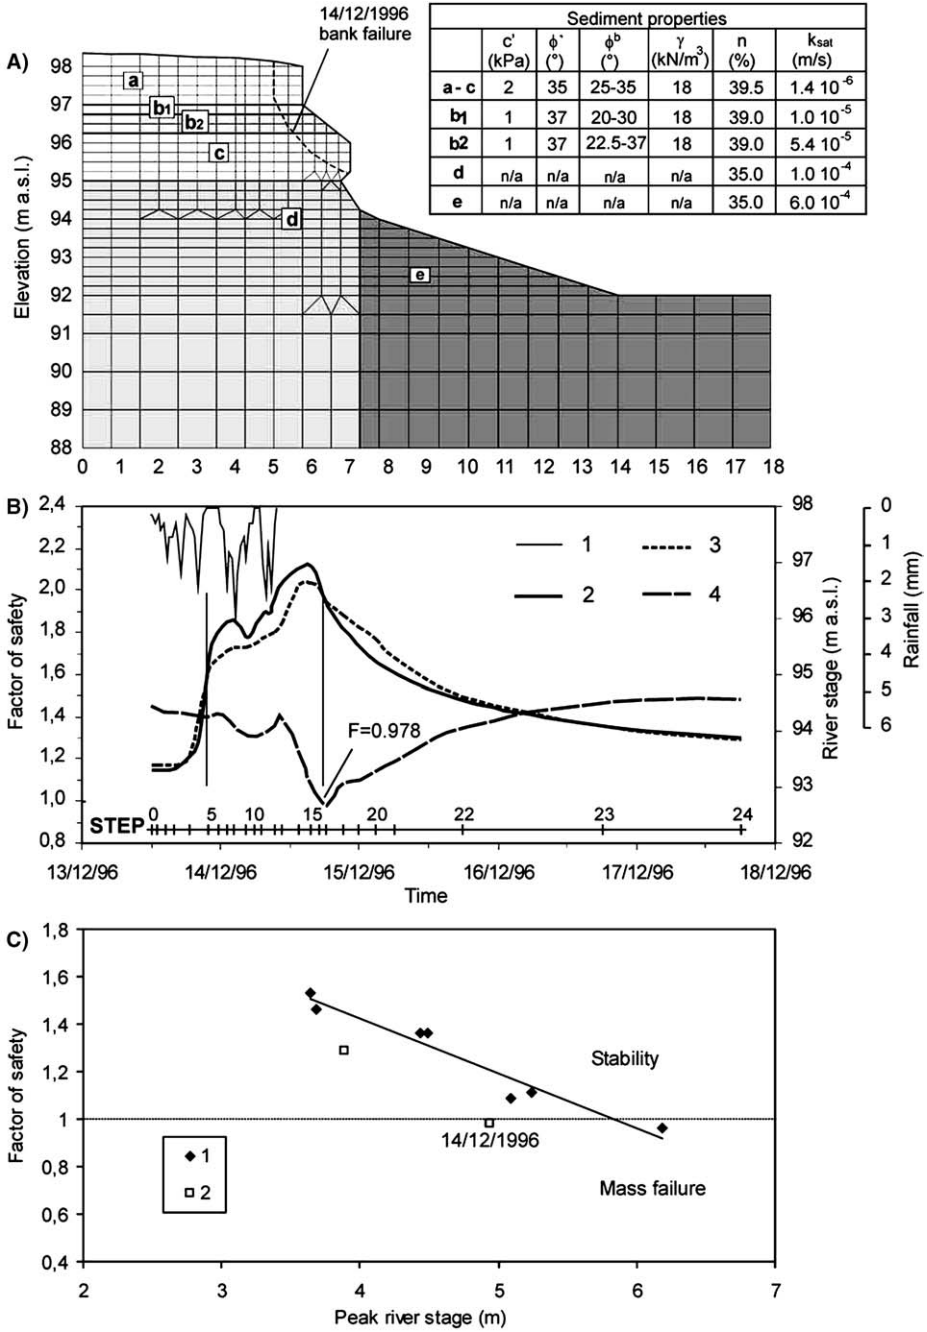 14/12/1996
bank failure
A)
Elevation (m a.s.l.)
98
97
96
95
94
93
92
91
90
89
88
0 1 2 3 4 5 6 7 8 9 10 11 12 13 14 15 16 17 18
a
b1
b2
c
d
e
Sediment properties
c' (kPa) ϕ' (°) ϕb (°) γ (kN/m3) n (%) ksat (m/s)
a - c 2 35 25-35 18 39.5 1.4 10-6
b1 1 37 20-30 18 39.0 1.0 10-5
b2 1 37 22.5-37 18 39.0 5.4 10-5
d n/a n/a n/a n/a 35.0 1.0 10-4
e n/a n/a n/a n/a 35.0 6.0 10-4
B)
Factor of safety
2,4
2,2
2,0
1,8
1,6
1,4
1,2
1,0
0,8
1 3
2 4
F=0.978
STEP 0 5 10 15 20 22 23 24
13/12/96 14/12/96 15/12/96 16/12/96 17/12/96 18/12/96
Time
98
97
96
95
94
93
92
River stage (m a.s.l.)
0
1
2
3
4
5
6
Rainfall (mm)
C)
Factor of safety
1,8
1,6
1,4
1,2
1
0,8
0,6
0,4
Stability
14/12/1996
Mass failure
1
2
2 3 4 5 6 7
Peak river stage (m)